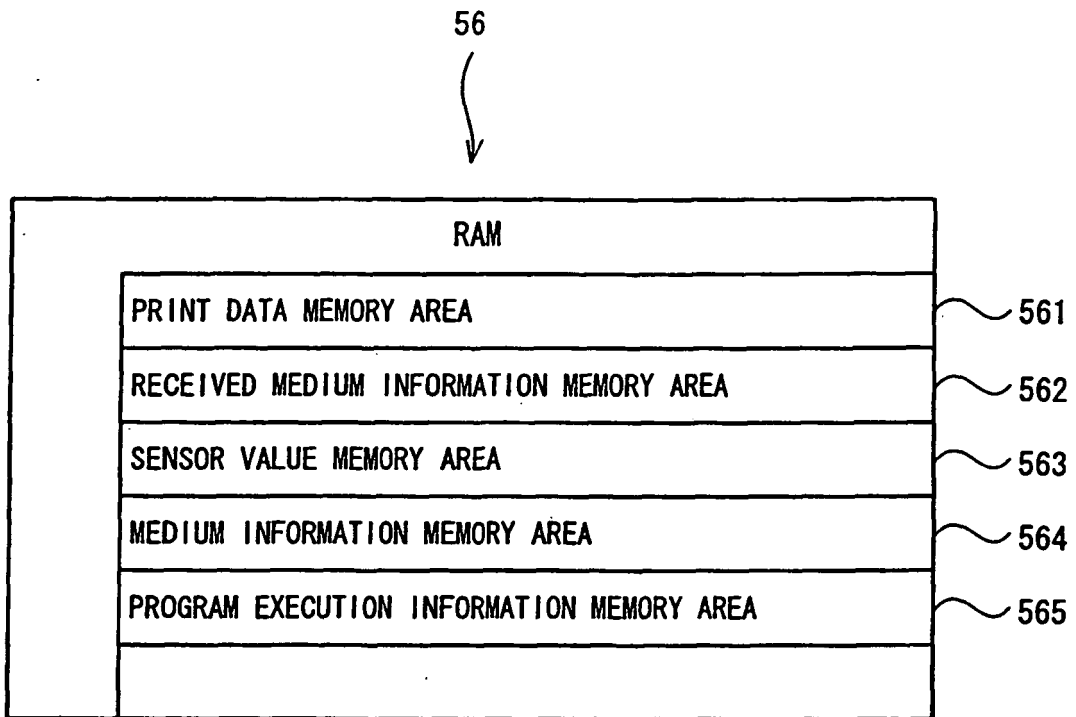 56
RAM
PRINT DATA MEMORY AREA 561
RECEIVED MEDIUM INFORMATION MEMORY AREA 562
SENSOR VALUE MEMORY AREA 563
MEDIUM INFORMATION MEMORY AREA 564
PROGRAM EXECUTION INFORMATION MEMORY AREA 565